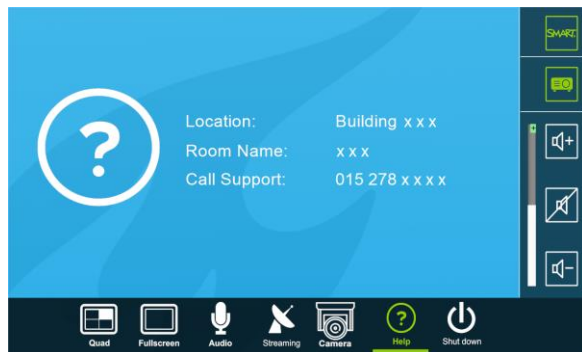 SMART
Location: Building x x x
Room Name: x x x
Call Support: 015 278 x x x x
Quad Fullscreen Audio Streaming Camera Help Shut down